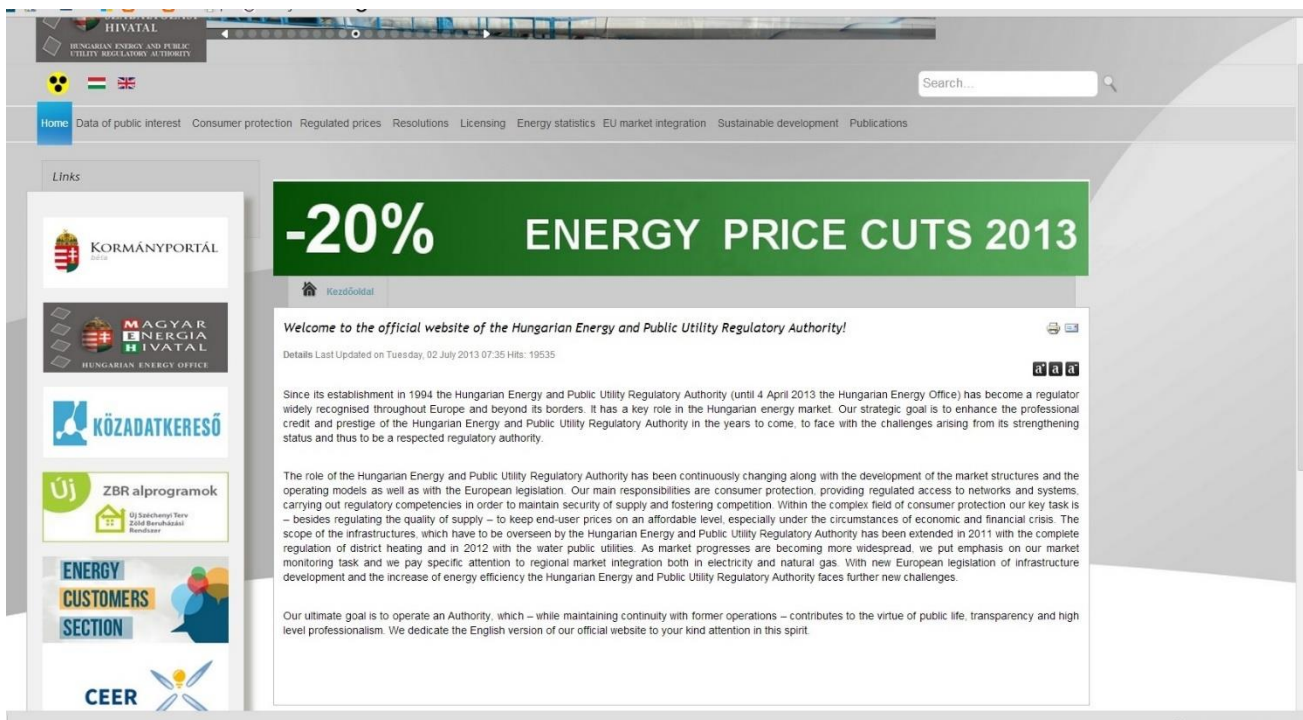 HIVATAL
HUNGARIAN ENERGY AND PUBLIC
UTILITY REGULATORY AUTHORITY
Search...
Home Data of public interest Consumer protection Regulated prices Resolutions Licensing Energy statistics EU market integration Sustainable development Publications
Links
-20% ENERGY PRICE CUTS 2013
KORMÁNYPORTÁL
béta
Kezdőoldal
MAGYAR
ENERGIA
HIVATAL
HUNGARIAN ENERGY OFFICE
KÖZADATKERESŐ
Új
ZBR alprogramok
Új Széchenyi Terv
Zöld Beruházási
Rendszer
ENERGY
CUSTOMERS
SECTION
CEER
Welcome to the official website of the Hungarian Energy and Public Utility Regulatory Authority!
Details Last Updated on Tuesday, 02 July 2013 07:35 Hits: 19535
a a a
Since its establishment in 1994 the Hungarian Energy and Public Utility Regulatory Authority (until 4 April 2013 the Hungarian Energy Office) has become a regulator
widely recognised throughout Europe and beyond its borders. It has a key role in the Hungarian energy market. Our strategic goal is to enhance the professional
credit and prestige of the Hungarian Energy and Public Utility Regulatory Authority in the years to come, to face with the challenges arising from its strengthening
status and thus to be a respected regulatory authority.
The role of the Hungarian Energy and Public Utility Regulatory Authority has been continuously changing along with the development of the market structures and the
operating models as well as with the European legislation. Our main responsibilities are consumer protection, providing regulated access to networks and systems,
carrying out regulatory competencies in order to maintain security of supply and fostering competition. Within the complex field of consumer protection our key task is
– besides regulating the quality of supply – to keep end-user prices on an affordable level, especially under the circumstances of economic and financial crisis. The
scope of the infrastructures, which have to be overseen by the Hungarian Energy and Public Utility Regulatory Authority has been extended in 2011 with the complete
regulation of district heating and in 2012 with the water public utilities. As market progresses are becoming more widespread, we put emphasis on our market
monitoring task and we pay specific attention to regional market integration both in electricity and natural gas. With new European legislation of infrastructure
development and the increase of energy efficiency the Hungarian Energy and Public Utility Regulatory Authority faces further new challenges.
Our ultimate goal is to operate an Authority, which – while maintaining continuity with former operations – contributes to the virtue of public life, transparency and high
level professionalism. We dedicate the English version of our official website to your kind attention in this spirit.